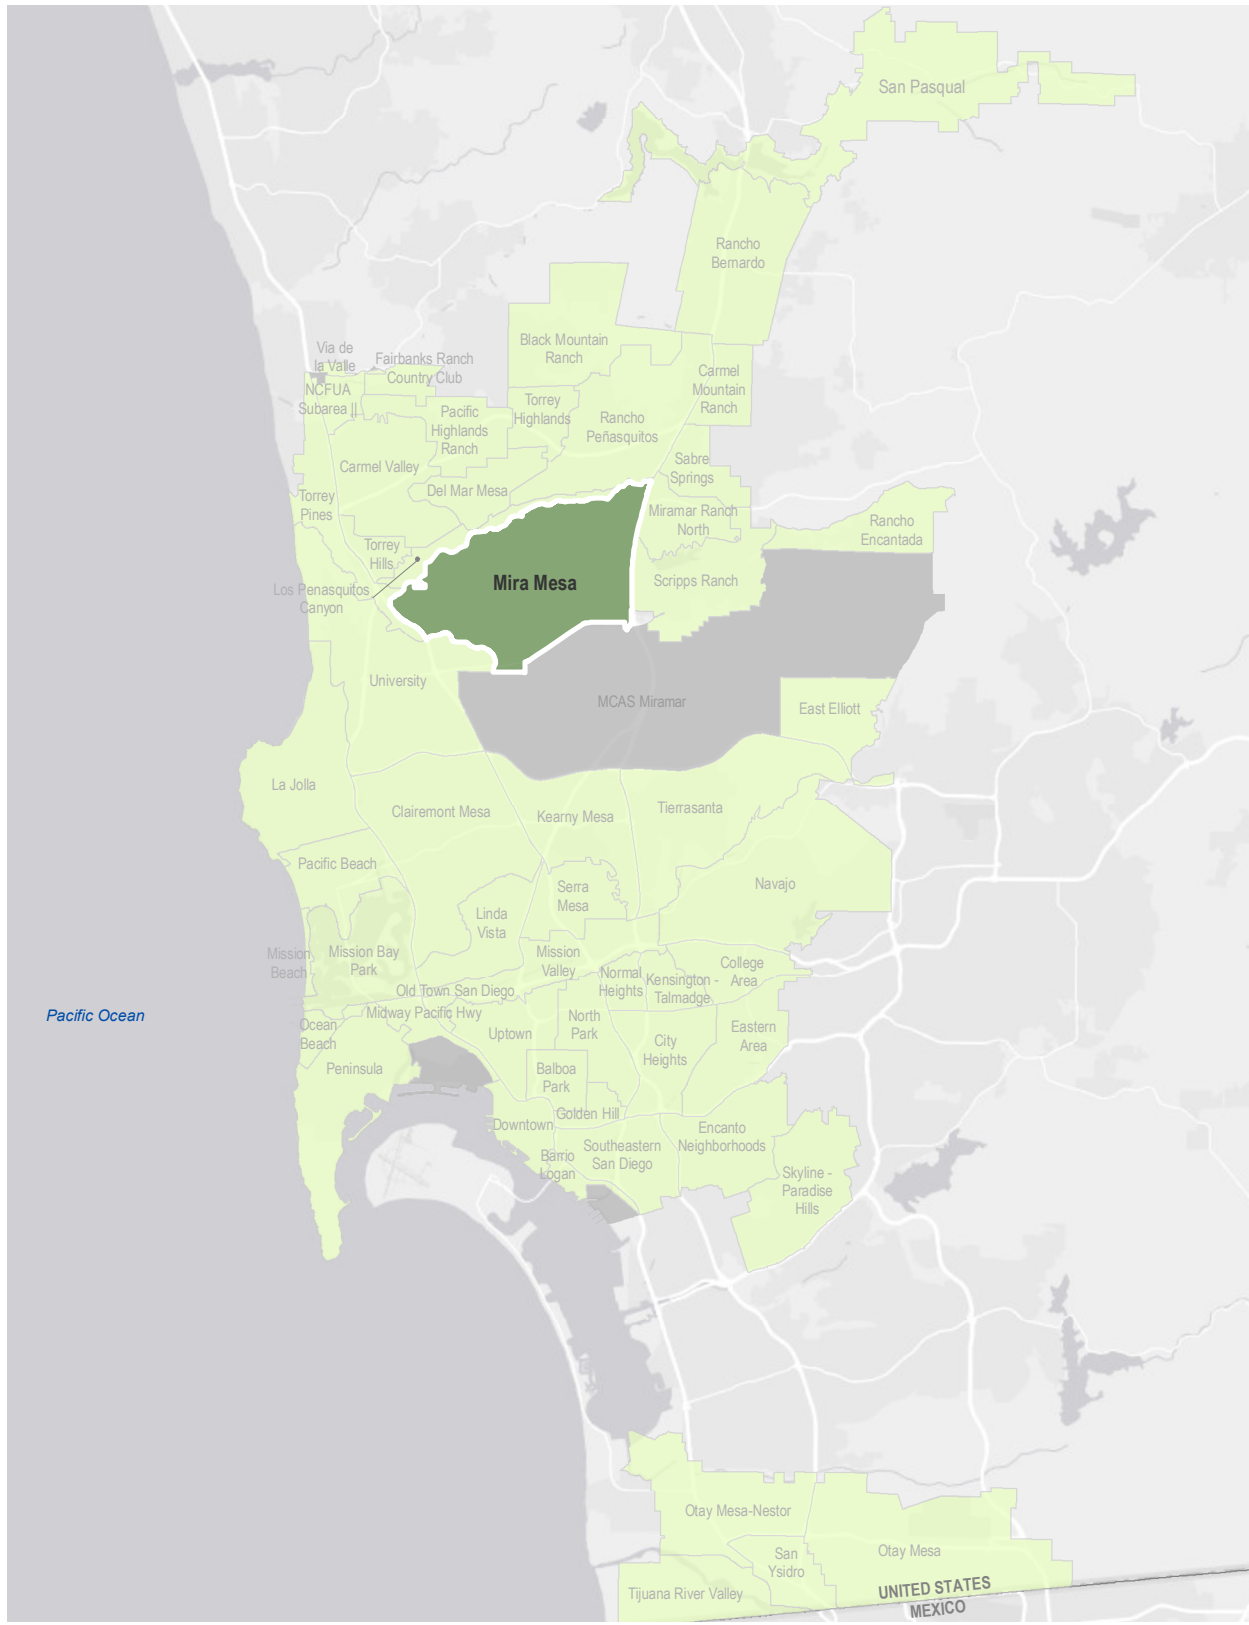 San Pasqual
Rancho
Bernardo
Black Mountain
Ranch
Via de
la Valle
Fairbanks Ranch
Country Club
NCFUA
Subarea II
Carmel
Mountain
Ranch
Torrey
Highlands
Pacific
Highlands
Ranch
Rancho
Peñasquitos
Carmel Valley
Sabre
Springs
Del Mar Mesa
Torrey
Pines
Miramar Ranch
North
Rancho
Encantada
Torrey
Hills
Mira Mesa
Scripps Ranch
Los Penasquitos
Canyon
University
MCAS Miramar
East Elliott
La Jolla
Clairemont Mesa
Kearny Mesa
Tierrasanta
Pacific Beach
Serra
Mesa
Navajo
Linda
Vista
Mission
Beach
Mission Bay
Park
Mission
Valley
College
Area
Normal
Heights
Kensington -
Talmadge
Old Town San Diego
Midway Pacific Hwy
Pacific Ocean
Ocean
Beach
Uptown
North
Park
City
Heights
Eastern
Area
Peninsula
Balboa
Park
Golden Hill
Downtown
Encanto
Neighborhoods
Barrio
Logan
Southeastern
San Diego
Skyline -
Paradise
Hills
Otay Mesa-Nestor
San
Ysidro
Otay Mesa
Tijuana River Valley
UNITED STATES
MEXICO